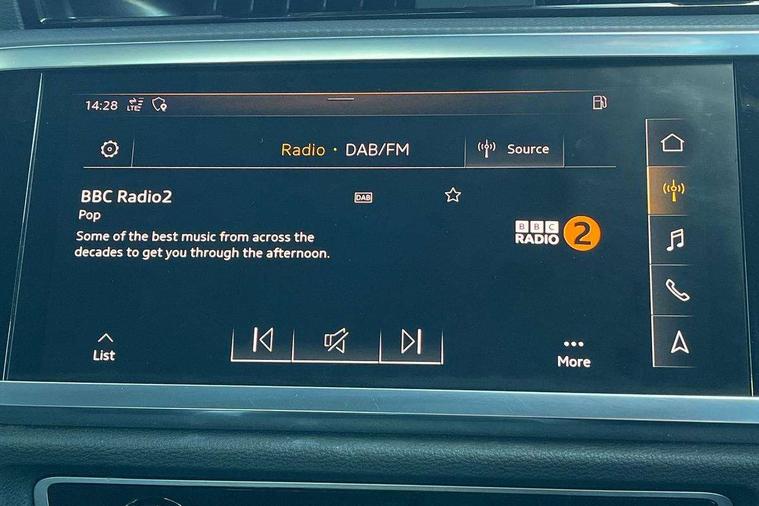 14:28 LTE
Radio · DAB/FM
Source
BBC Radio2
DAB
Pop
Some of the best music from across the
decades to get you through the afternoon.
BBC
RADIO 2
List
More